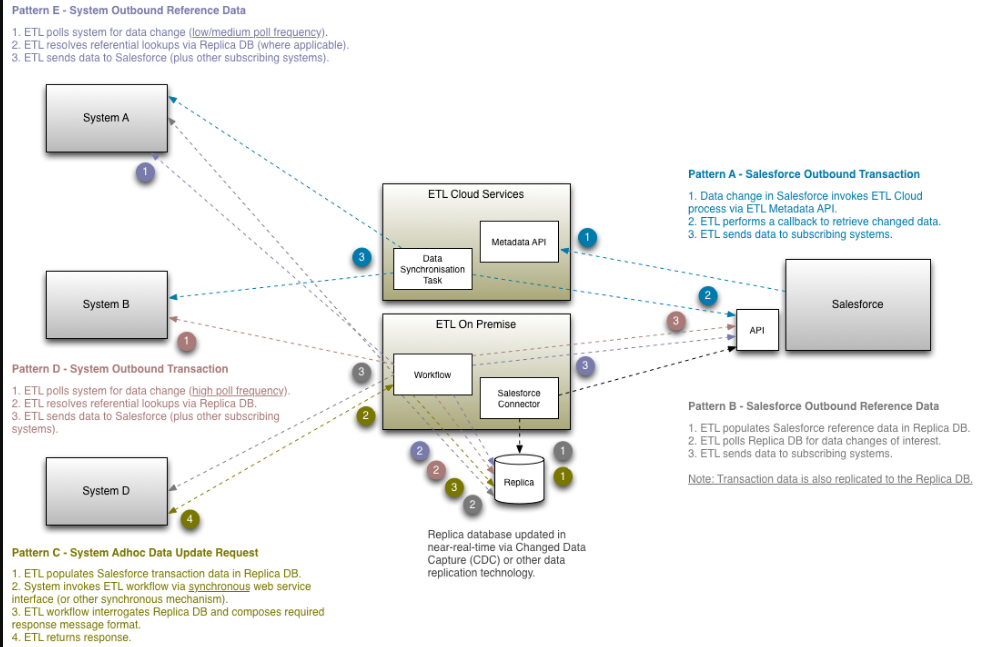 Pattern E - System Outbound Reference Data
1. ETL polls system for data change (low/medium poll frequency).
2. ETL resolves referential lookups via Replica DB (where applicable).
3. ETL sends data to Salesforce (plus other subscribing systems).
System A
1
ETL Cloud Services
Metadata API
Data
Synchronisation
Task
3
1
2
Pattern A - Salesforce Outbound Transaction
1. Data change in Salesforce invokes ETL Cloud
process via ETL Metadata API.
2. ETL performs a callback to retrieve changed data.
3. ETL sends data to subscribing systems.
Salesforce
API
System B
1
ETL On Premise
Workflow
Salesforce
Connector
3
3
3
2
Pattern D - System Outbound Transaction
1. ETL polls system for data change (high poll frequency).
2. ETL resolves referential lookups via Replica DB.
3. ETL sends data to Salesforce (plus other subscribing
systems).
Pattern B - Salesforce Outbound Reference Data
1. ETL populates Salesforce reference data in Replica DB.
2. ETL polls Replica DB for data changes of interest.
3. ETL sends data to subscribing systems.
Note: Transaction data is also replicated to the Replica DB.
System D
4
2
2
3
2
1
1
Replica
Replica database updated in
near-real-time via Changed Data
Capture (CDC) or other data
replication technology.
Pattern C - System Adhoc Data Update Request
1. ETL populates Salesforce transaction data in Replica DB.
2. System invokes ETL workflow via synchronous web service
interface (or other synchronous mechanism).
3. ETL workflow interrogates Replica DB and composes required
response message format.
4. ETL returns response.